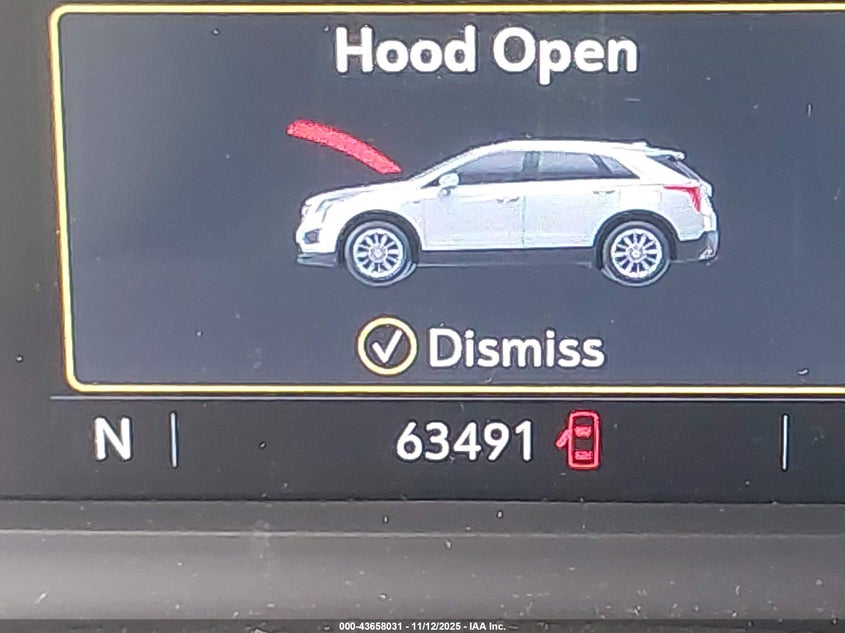 Hood Open
Dismiss
N 63491
000-43658031 - 11/12/2025 - IAA Inc.